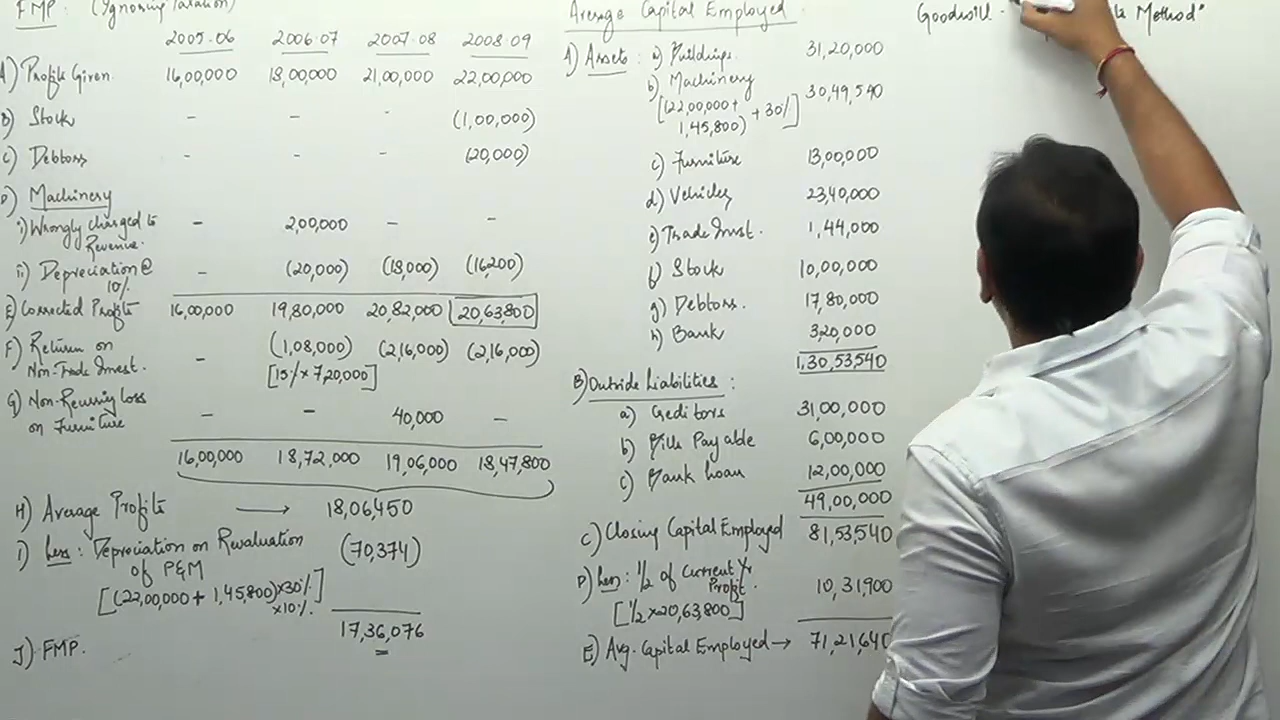 FMP: (Ignoring Taxation)
2005-06 2006-07 2007-08 2008-09
A) Profits Given. 16,00,000 18,00,000 21,00,000 22,00,000
B) Stock - - - (1,00,000)
C) Debtors - - - (20,000)
D) Machinery
i) Wrongly charged to Revenue. - 2,00,000 - -
ii) Depreciation @ 10%. - (20,000) (18,000) (16200)
E) Corrected Profits 16,00,000 19,80,000 20,82,000 20,63,800
F) Return on Non-Trade Invest. - (1,08,000) (2,16,000) (2,16,000)
[15% x 7,20,000]
G) Non-Recurring Loss on Furniture - - 40,000 -
16,00,000 18,72,000 19,06,000 18,47,800
H) Average Profits → 18,06,450
I) Less: Depreciation on Revaluation of P&M (70,374)
[(22,00,000 + 1,45,800) x 30% x 10%.]
J) FMP. 17,36,076
Average Capital Employed.
A) Assets: a) Buildings. 31,20,000
b) Machinery 30,49,540
[(22,00,000 + 1,45,800) + 30%]
c) Furniture 13,00,000
d) Vehicles 23,40,000
e) Trade Invst. 1,44,000
f) Stock 10,00,000
g) Debtors. 17,80,000
h) Bank 3,20,000
1,30,53,540
B) Outside Liabilities:
a) Creditors 31,00,000
b) Bills Payable 6,00,000
c) Bank Loan 12,00,000
49,00,000
C) Closing Capital Employed 81,53,540
D) Less: ½ of Current Yr Profit. 10,31,900
[½ x 20,63,800]
E) Avg. Capital Employed → 71,21,640
Goodwill - Method"